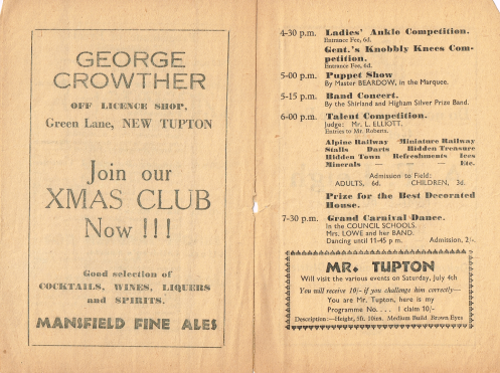 GEORGE
CROWTHER
OFF LICENCE SHOP,
Green Lane, NEW TUPTON
Join our
XMAS CLUB
Now !!!
Good selection of
COCKTAILS, WINES, LIQUERS
and SPIRITS.
MANSFIELD FINE ALES
4-30 p.m. Ladies' Ankle Competition.
Entrance Fee, 6d.
Gent.'s Knobbly Knees Com-
petition.
Entrance Fee, 6d.
5-00 p.m. Puppet Show
By Master BEARDOW, in the Marquee.
5-15 p.m. Band Concert.
By the Shirland and Higham Silver Prize Band.
6-00 p.m. Talent Competition.
Judge: Mr. L. ELLIOTT.
Entries to Mr. Roberts.
Alpine Railway Miniature Railway
Stalls Darts Hidden Treasure
Hidden Town Refreshments Ices
Minerals — — — Etc.
Admission to Field:
ADULTS, 6d. CHILDREN, 3d.
Prize for the Best Decorated
House.
7-30 p.m. Grand Carnival Dance.
In the COUNCIL SCHOOLS.
Mrs. LOWE and her BAND.
Dancing until 11-45 p.m. Admission, 2/-.
MR. TUPTON
Will visit the various events on Saturday, July 4th
You will receive 10/- if you challenge him correctly—
You are Mr. Tupton, here is my
Programme No.... I claim 10/-
Description:—Height, 5ft. 10ins. Medium Build Brown Eyes